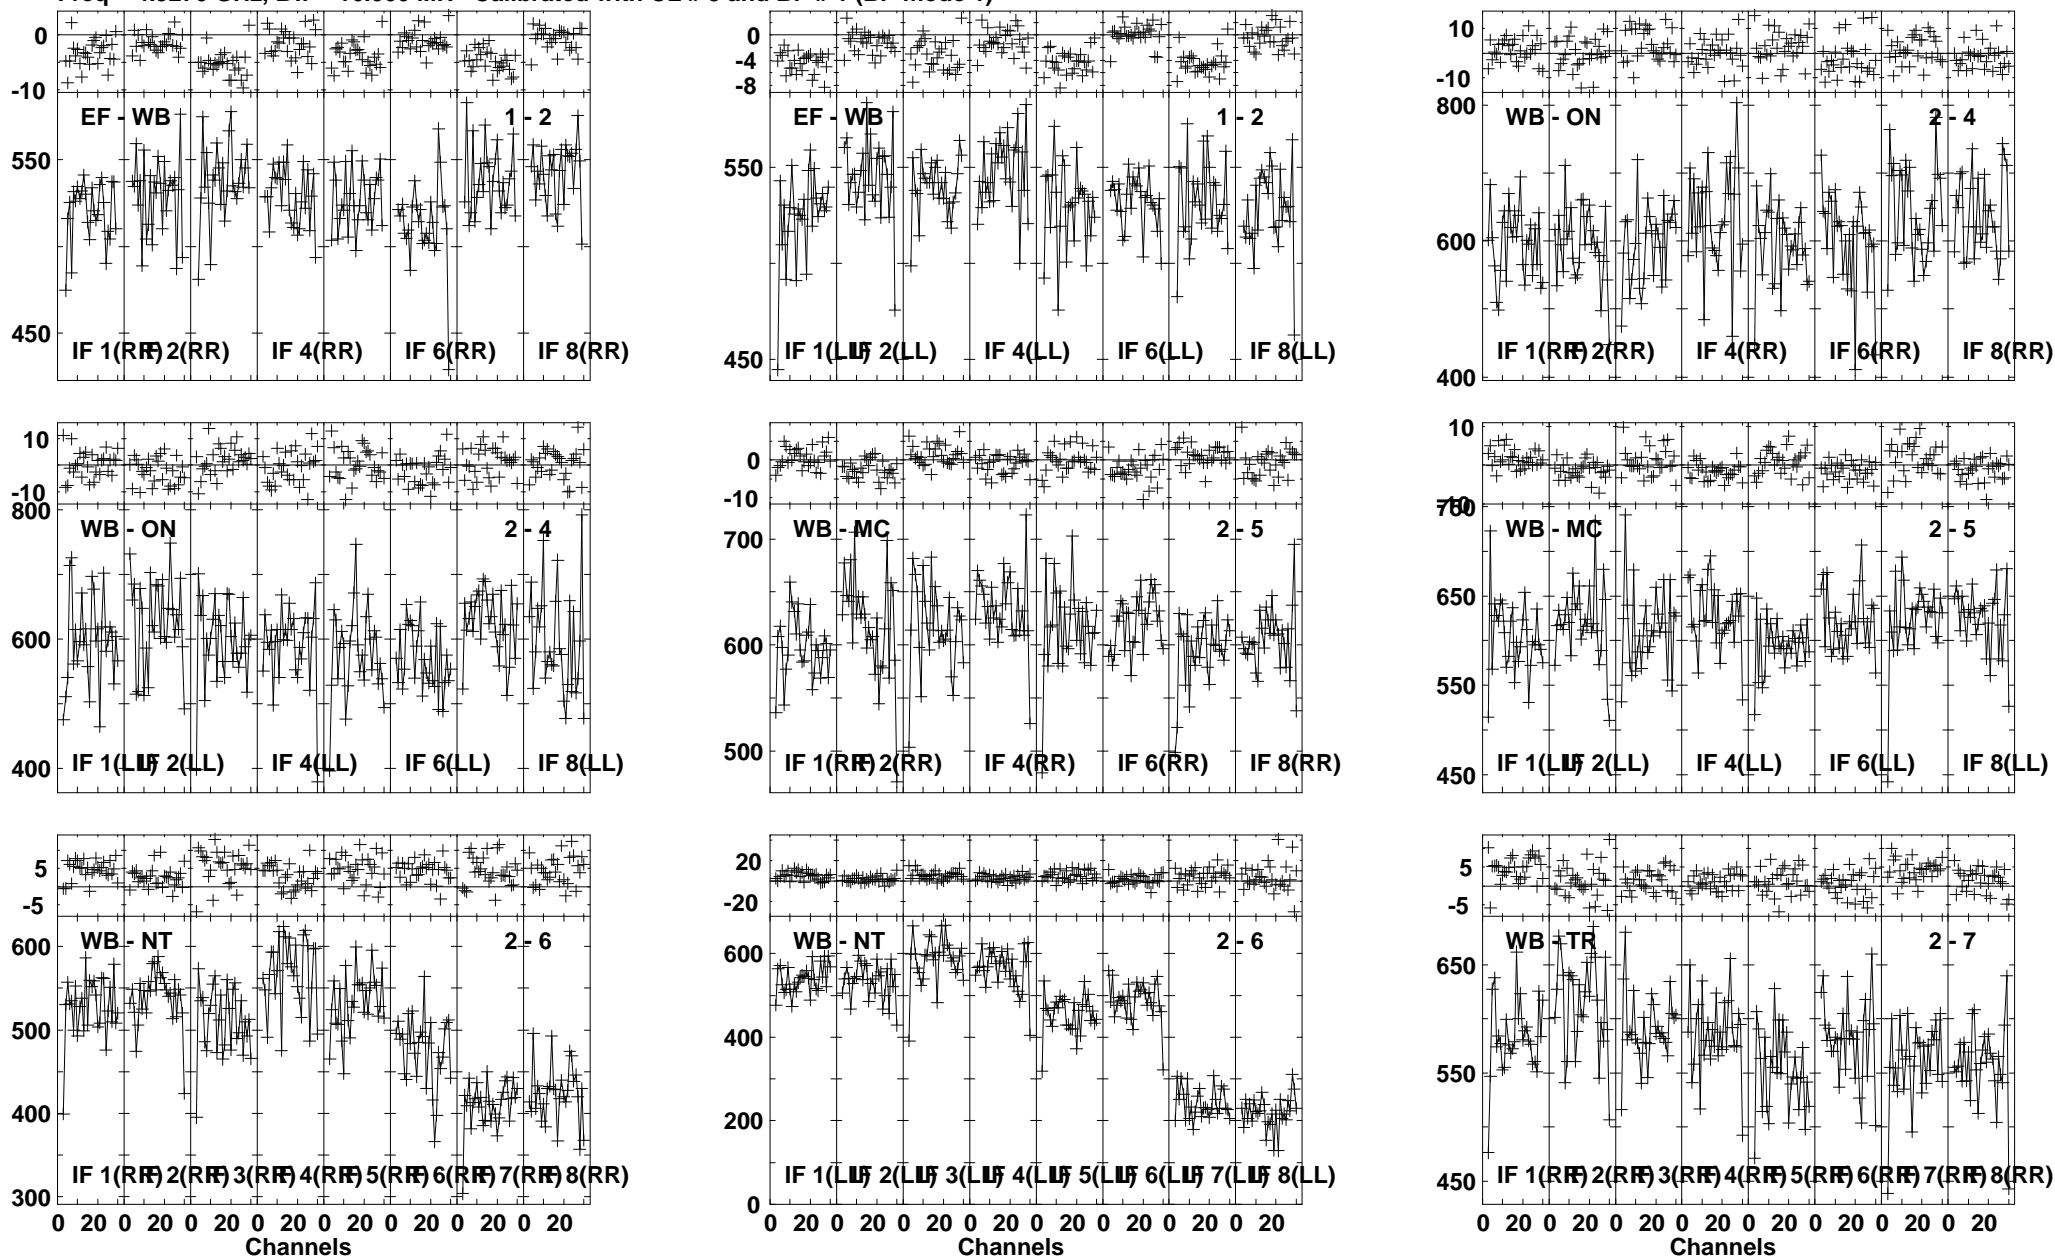 0 0 10
-10 -4 -10
-8
EF - WB 1 - 2 EF - WB 1 - 2 WB - ON 2 - 4
800
550 550 600
450 450 400
IF 1(RR) IF 2(RR) IF 4(RR) IF 6(RR) IF 8(RR) IF 1(LL) IF 2(LL) IF 4(LL) IF 6(LL) IF 8(LL) IF 1(RR) IF 2(RR) IF 4(RR) IF 6(RR) IF 8(RR)
10 0 10
-10 -10 -10
WB - ON 2 - 4 WB - MC 2 - 5 WB - MC 2 - 5
800 700 750
600 600 650
550
400 500 450
IF 1(LL) IF 2(LL) IF 4(LL) IF 6(LL) IF 8(LL) IF 1(RR) IF 2(RR) IF 4(RR) IF 6(RR) IF 8(RR) IF 1(LL) IF 2(LL) IF 4(LL) IF 6(LL) IF 8(LL)
5 20 5
-5 -20 -5
WB - NT 2 - 6 WB - NT 2 - 6 WB - TR 2 - 7
600 600 650
500 400 550
400 200 450
300 0
IF 1(RR) IF 2(RR) IF 3(RR) IF 4(RR) IF 5(RR) IF 6(RR) IF 7(RR) IF 8(RR) IF 1(LL) IF 2(LL) IF 3(LL) IF 4(LL) IF 5(LL) IF 6(LL) IF 7(LL) IF 8(LL) IF 1(RR) IF 2(RR) IF 3(RR) IF 4(RR) IF 5(RR) IF 6(RR) IF 7(RR) IF 8(RR)
0 20 0 20 0 20 0 20 0 20 0 20 0 20 0 20 0 20 0 20 0 20 0 20 0 20 0 20 0 20 0 20 0 20 0 20 0 20 0 20 0 20 0 20 0 20 0 20
Channels Channels Channels